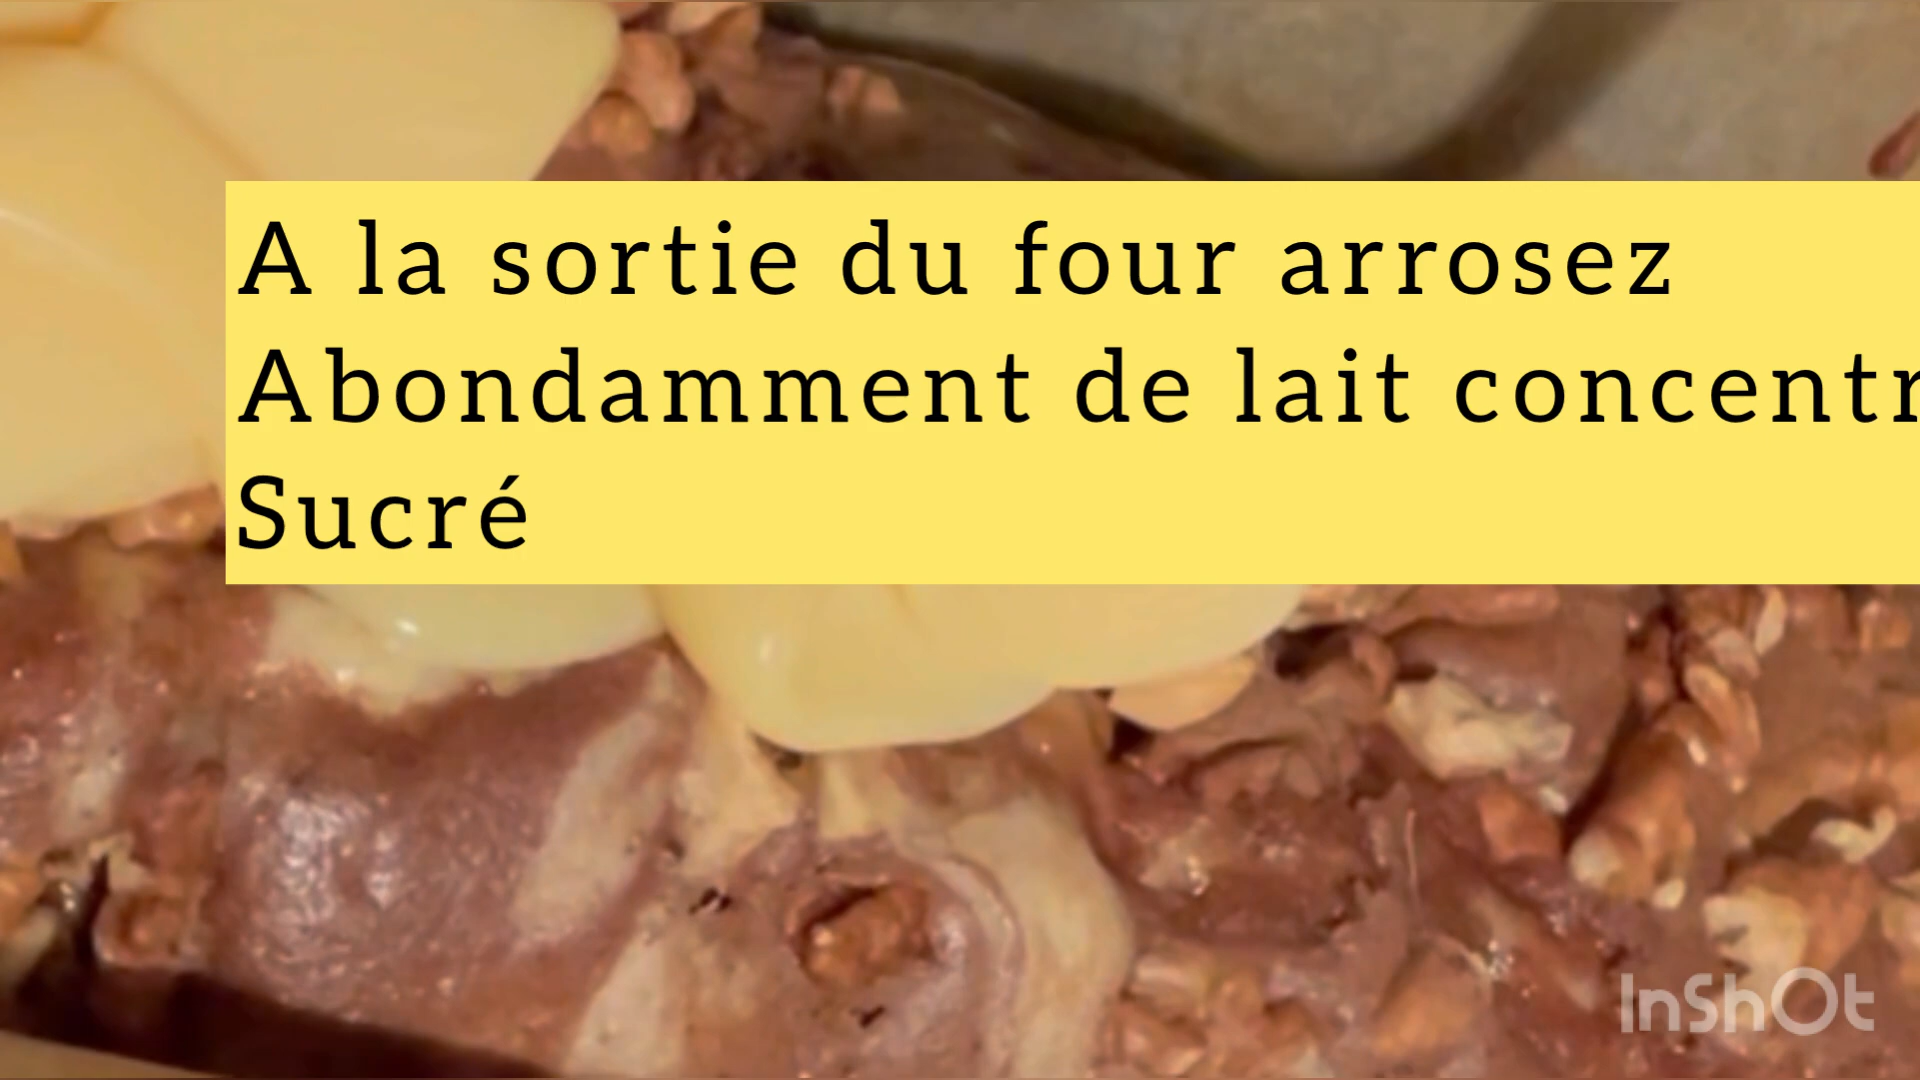 A la sortie du four arrosez
Abondamment de lait concentr
Sucré
InShOt